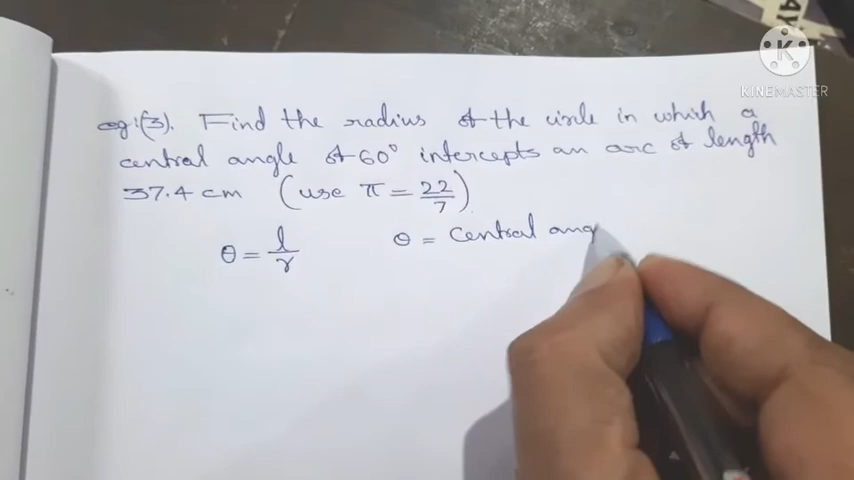 eg:(3). Find the radius of the circle in which a
central angle of 60° intercepts an arc of length
37.4 cm (use π = 22/7)
θ = l/r θ = Central ang
K
KINEMASTER